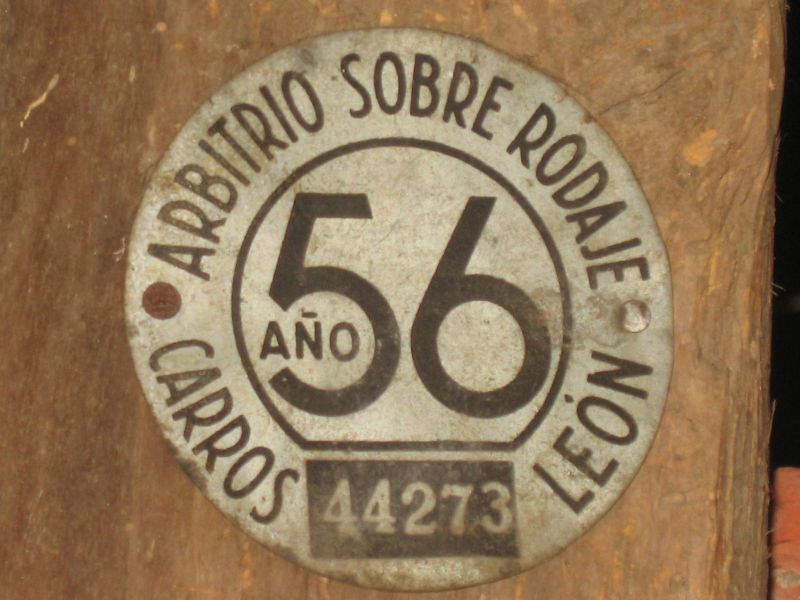 ARBITRIO SOBRE RODAJE
56
AÑO
CARROS
LEÓN
44273